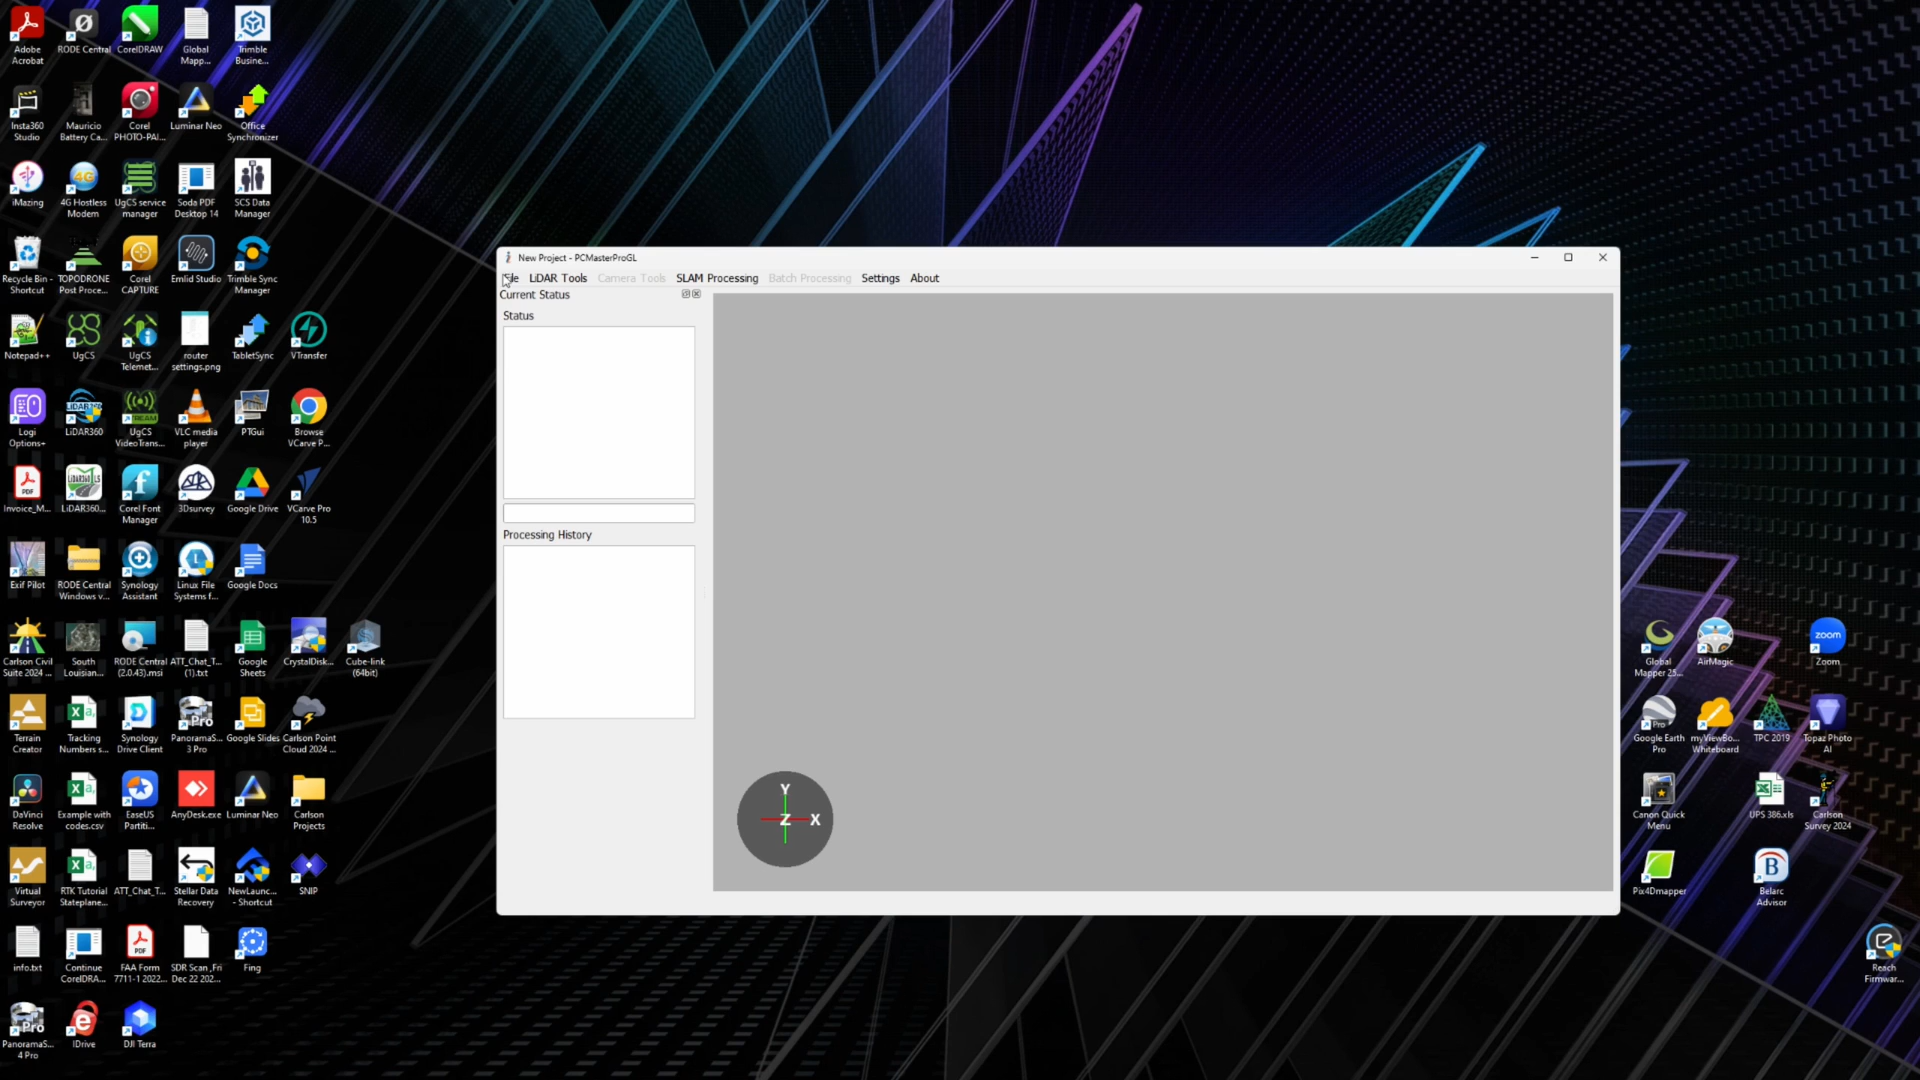 Adobe
Acrobat
RODE Central
CorelDRAW
Global
Mapp...
Trimble
Busine...
Insta360
Studio
Mauricio
Battery Ca...
Corel
PHOTO-PAI...
Luminar Neo
Office
Synchronizer
iMazing
4G Hostless
Modem
UgCS service
manager
Soda PDF
Desktop 14
SCS Data
Manager
Recycle Bin -
Shortcut
TOPODRONE
Post Proce...
Corel
CAPTURE
Emlid Studio
Trimble Sync
Manager
Notepad++
UgCS
UgCS
Telemet...
router
settings.png
TabletSync
VTransfer
Logi
Options+
LiDAR360
UgCS
VideoTrans...
VLC media
player
PTGui
Browse
VCarve P...
Invoice_M...
LiDAR360...
Corel Font
Manager
3Dsurvey
Google Drive
VCarve Pro
10.5
Exif Pilot
RODE Central
Windows v...
Synology
Assistant
Linux File
Systems f...
Google Docs
Carlson Civil
Suite 2024 ...
South
Louisian...
RODE Central
(2.0.43).msi
ATT_Chat_T...
(1).txt
Google
Sheets
CrystalDisk...
Cube-link
(64bit)
Terrain
Creator
Tracking
Numbers s...
Synology
Drive Client
PanoramaS...
3 Pro
Google Slides
Carlson Point
Cloud 2024 ...
DaVinci
Resolve
Example with
codes.csv
EaseUS
Partiti...
AnyDesk.exe
Luminar Neo
Carlson
Projects
Virtual
Surveyor
RTK Tutorial
Stateplane...
ATT_Chat_T...
Stellar Data
Recovery
NewLaunc...
- Shortcut
SNIP
info.txt
Continue
CorelDRA...
FAA Form
7711-1 2022...
SDR Scan ,Fri
Dec 22 202...
Fing
PanoramaS...
4 Pro
IDrive
DJI Terra
New Project - PCMasterProGL
File LiDAR Tools Camera Tools SLAM Processing Batch Processing Settings About
Current Status
Status
Processing History
Y
Z X
Global
Mapper 25...
AirMagic
zoom
Zoom
Google Earth
Pro
myViewBo...
Whiteboard
TPC 2019
Topaz Photo
AI
Canon Quick
Menu
UPS 386.xls
Carlson
Survey 2024
Pix4Dmapper
Belarc
Advisor
Reach
Firmwar...